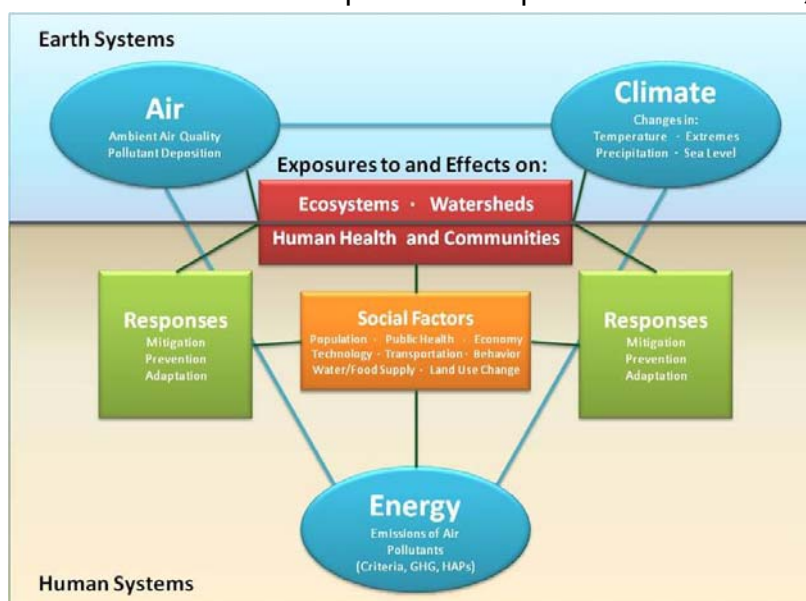 Earth Systems
Air
Ambient Air Quality
Pollutant Deposition
Climate
Changes in:
Temperature · Extremes
Precipitation · Sea Level
Exposures to and Effects on:
Ecosystems · Watersheds
Human Health and Communities
Responses
Mitigation
Prevention
Adaptation
Social Factors
Population · Public Health · Economy
Technology · Transportation · Behavior
Water/Food Supply · Land Use Change
Responses
Mitigation
Prevention
Adaptation
Energy
Emissions of Air
Pollutants
(Criteria, GHG, HAPs)
Human Systems